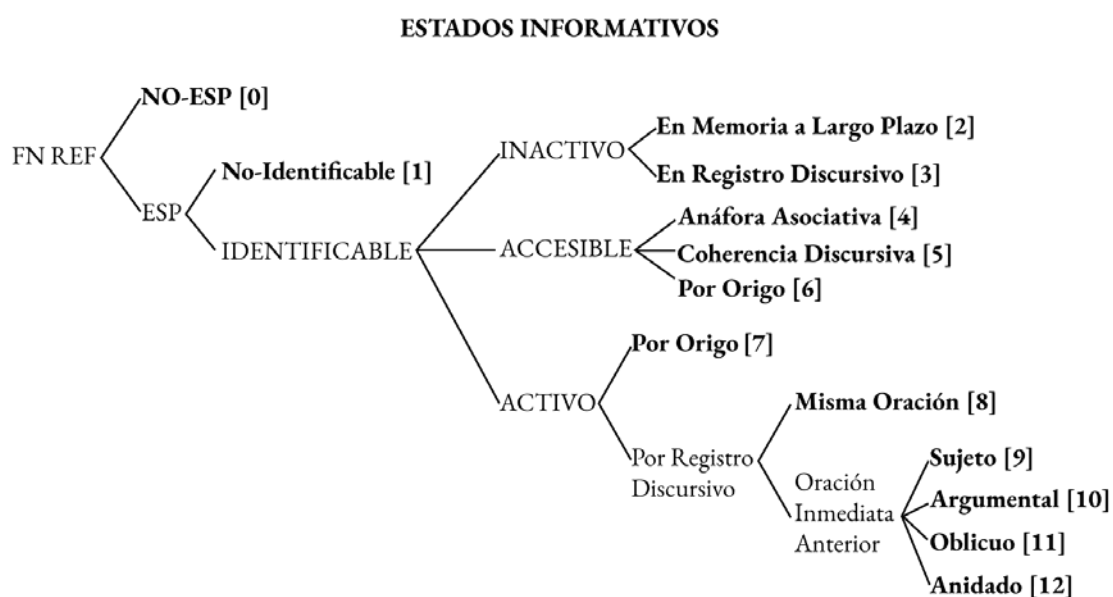 ESTADOS INFORMATIVOS
NO-ESP [0]
FN REF
No-Identificable [1]
ESP
IDENTIFICABLE
INACTIVO
En Memoria a Largo Plazo [2]
En Registro Discursivo [3]
Anáfora Asociativa [4]
ACCESIBLE
Coherencia Discursiva [5]
Por Origo [6]
Por Origo [7]
ACTIVO
Misma Oración [8]
Por Registro
Discursivo
Sujeto [9]
Oración
Inmediata
Anterior
Argumental [10]
Oblicuo [11]
Anidado [12]